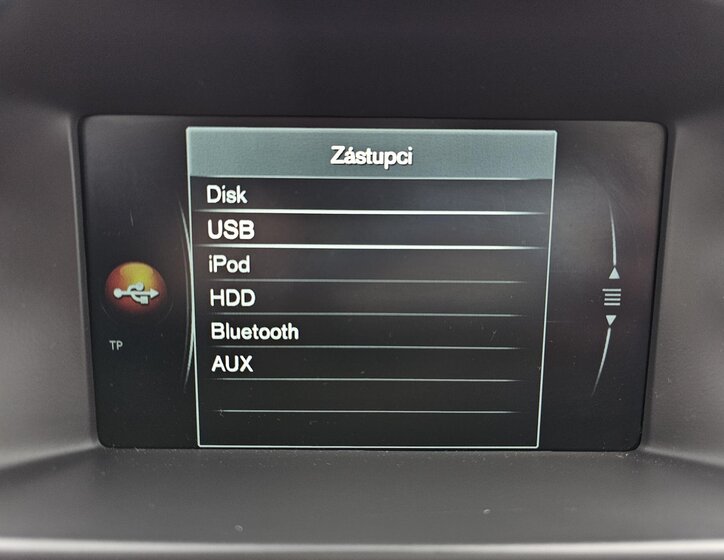 Zástupci
Disk
USB
iPod
HDD
Bluetooth
AUX
TP